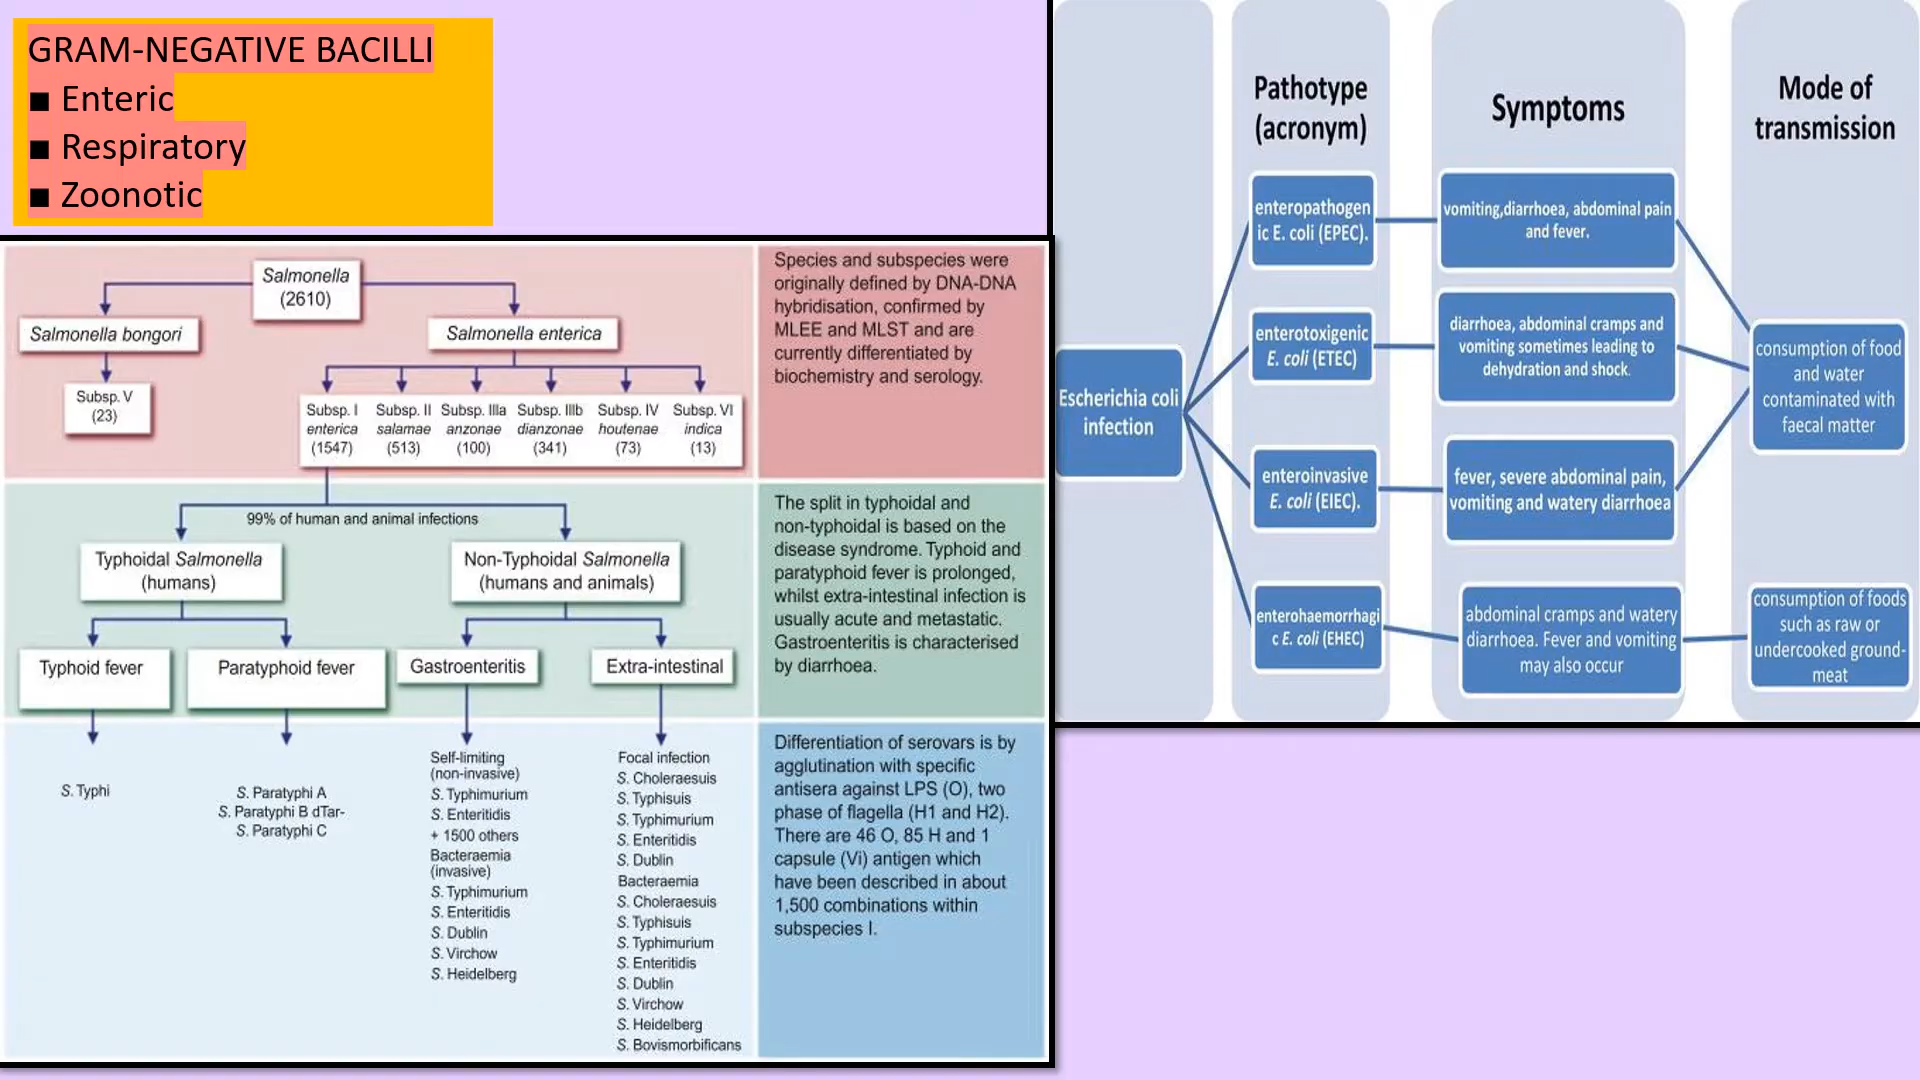 GRAM-NEGATIVE BACILLI
■ Enteric
■ Respiratory
■ Zoonotic
Salmonella
(2610)
Salmonella bongori
Salmonella enterica
Subsp. V
(23)
Subsp. I
enterica
(1547)
Subsp. II
salamae
(513)
Subsp. IIIa
anzonae
(100)
Subsp. IIIb
dianzonae
(341)
Subsp. IV
houtenae
(73)
Subsp. VI
indica
(13)
Species and subspecies were
originally defined by DNA-DNA
hybridisation, confirmed by
MLEE and MLST and are
currently differentiated by
biochemistry and serology.
99% of human and animal infections
Typhoidal Salmonella
(humans)
Non-Typhoidal Salmonella
(humans and animals)
Typhoid fever
Paratyphoid fever
Gastroenteritis
Extra-intestinal
The split in typhoidal and
non-typhoidal is based on the
disease syndrome. Typhoid and
paratyphoid fever is prolonged,
whilst extra-intestinal infection is
usually acute and metastatic.
Gastroenteritis is characterised
by diarrhoea.
S. Typhi
S. Paratyphi A
S. Paratyphi B dTar-
S. Paratyphi C
Self-limiting
(non-invasive)
S. Typhimurium
S. Enteritidis
+ 1500 others
Bacteraemia
(invasive)
S. Typhimurium
S. Enteritidis
S. Dublin
S. Virchow
S. Heidelberg
Focal infection
S. Choleraesuis
S. Typhisuis
S. Typhimurium
S. Enteritidis
S. Dublin
Bacteraemia
S. Choleraesuis
S. Typhisuis
S. Typhimurium
S. Enteritidis
S. Dublin
S. Virchow
S. Heidelberg
S. Bovismorbificans
Differentiation of serovars is by
agglutination with specific
antisera against LPS (O), two
phase of flagella (H1 and H2).
There are 46 O, 85 H and 1
capsule (Vi) antigen which
have been described in about
1,500 combinations within
subspecies I.
Pathotype
(acronym)
Symptoms
Mode of
transmission
Escherichia coli
infection
enteropathogen
ic E. coli (EPEC).
vomiting,diarrhoea, abdominal pain
and fever.
enterotoxigenic
E. coli (ETEC)
diarrhoea, abdominal cramps and
vomiting sometimes leading to
dehydration and shock.
consumption of food
and water
contaminated with
faecal matter
enteroinvasive
E. coli (EIEC).
fever, severe abdominal pain,
vomiting and watery diarrhoea
enterohaemorrhagi
c E. coli (EHEC)
abdominal cramps and watery
diarrhoea. Fever and vomiting
may also occur
consumption of foods
such as raw or
undercooked ground-
meat